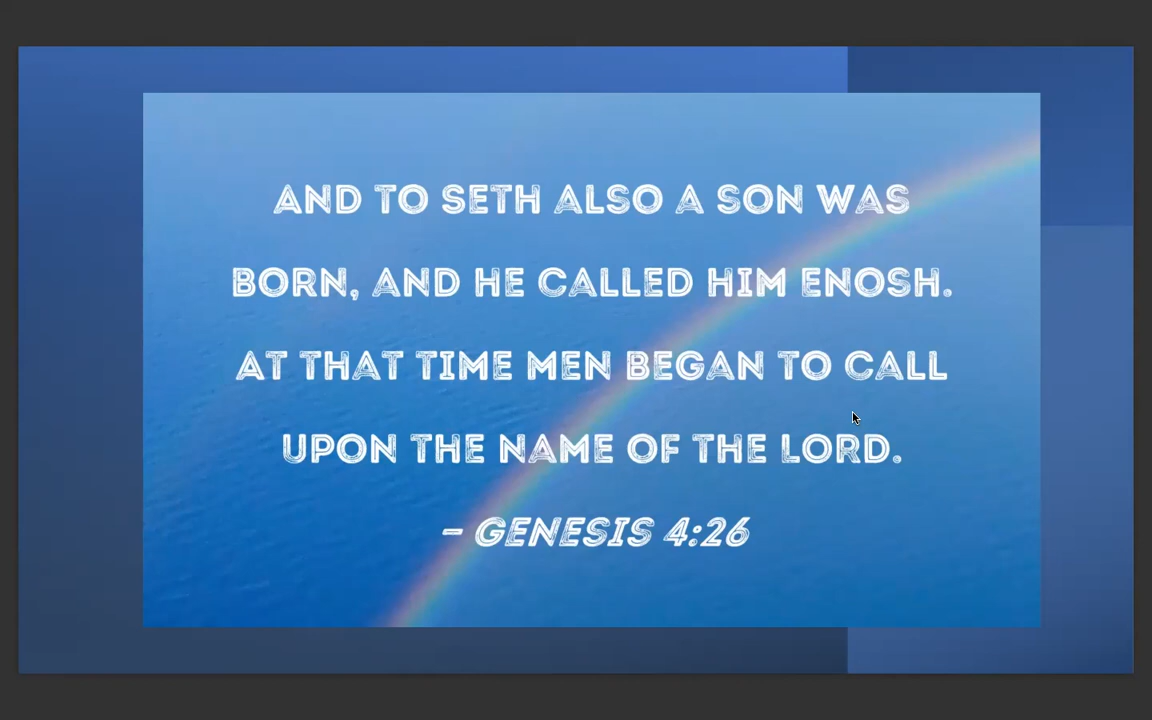 AND TO SETH ALSO A SON WAS
BORN, AND HE CALLED HIM ENOSH.
AT THAT TIME MEN BEGAN TO CALL
UPON THE NAME OF THE LORD.
– GENESIS 4:26